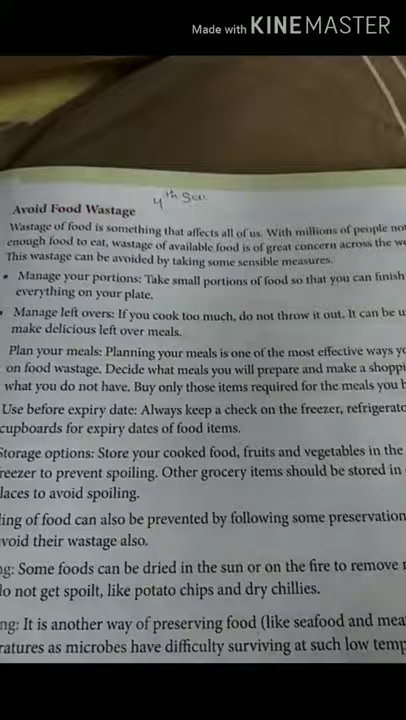 Made with KINEMASTER
4th
Avoid Food Wastage
Wastage of food is something that affects all of us. With millions of people not
enough food to eat, wastage of available food is of great concern across the
This wastage can be avoided by taking some sensible measures.
• Manage your portions: Take small portions of food so that you can finish
everything on your plate.
• Manage left overs: If you cook too much, do not throw it out. It can be
make delicious left over meals.
Plan your meals: Planning your meals is one of the most effective ways
on food wastage. Decide what meals you will prepare and make a
what you do not have. Buy only those items required for the meals you
Use before expiry date: Always keep a check on the freezer,
cupboards for expiry dates of food items.
Storage options: Store your cooked food, fruits and vegetables in the
reezer to prevent spoiling. Other grocery items should be stored in
laces to avoid spoiling.
ing of food can also be prevented by following some preservation
void their wastage also.
ng: Some foods can be dried in the sun or on the fire to remove
do not get spoilt, like potato chips and dry chillies.
ng: It is another way of preserving food (like seafood and
ratures as microbes have difficulty surviving at such low